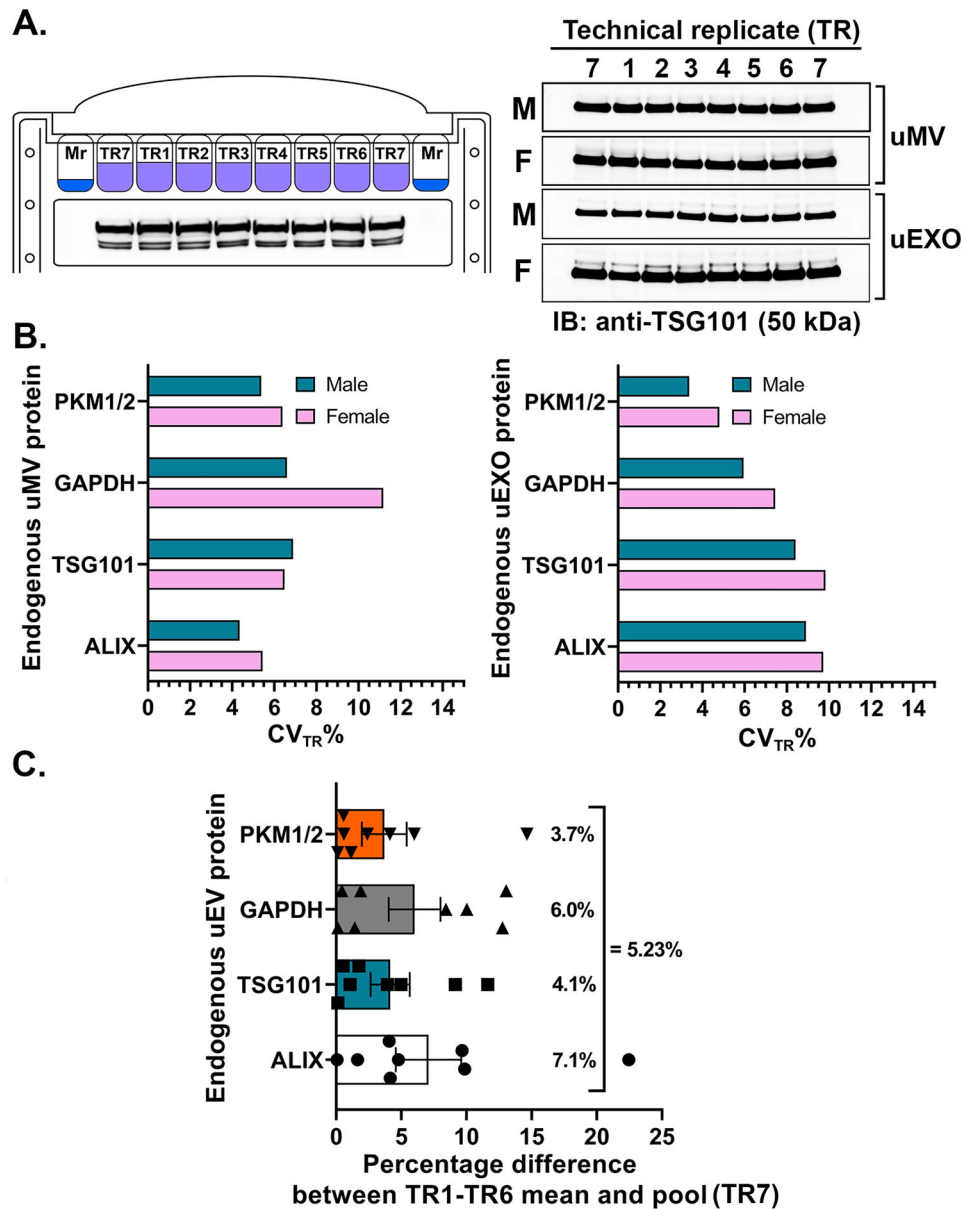 A.
Mr TR7 TR1 TR2 TR3 TR4 TR5 TR6 TR7 Mr
Technical replicate (TR)
7 1 2 3 4 5 6 7
M
F
uMV
M
F
uEXO
IB: anti-TSG101 (50 kDa)
B.
Endogenous uMV protein
PKM1/2
GAPDH
TSG101
ALIX
Male
Female
0 2 4 6 8 10 12 14
CVTR%
Endogenous uEXO protein
PKM1/2
GAPDH
TSG101
ALIX
Male
Female
0 2 4 6 8 10 12 14
CVTR%
C.
Endogenous uEV protein
PKM1/2 3.7%
GAPDH 6.0%
= 5.23%
TSG101 4.1%
ALIX 7.1%
0 5 10 15 20 25
Percentage difference
between TR1-TR6 mean and pool (TR7)